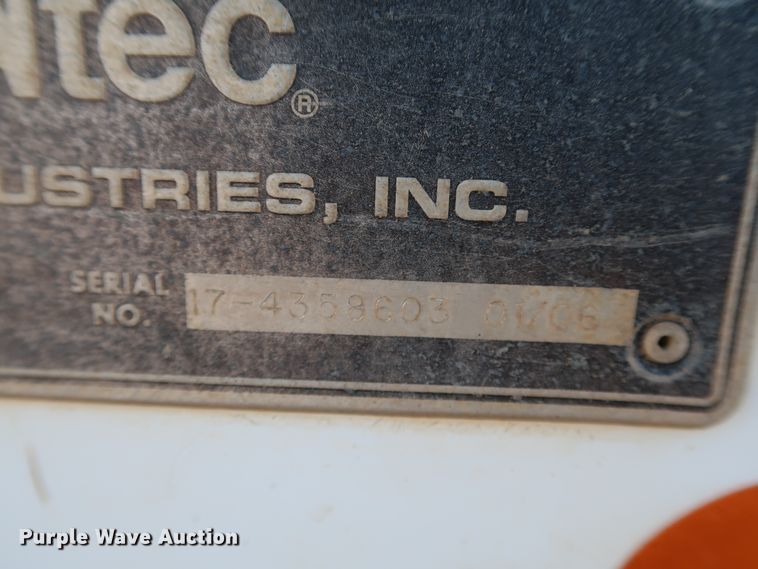 ntec®
USTRIES, INC.
SERIAL NO. 17-4358603 01/06
Purple Wave Auction